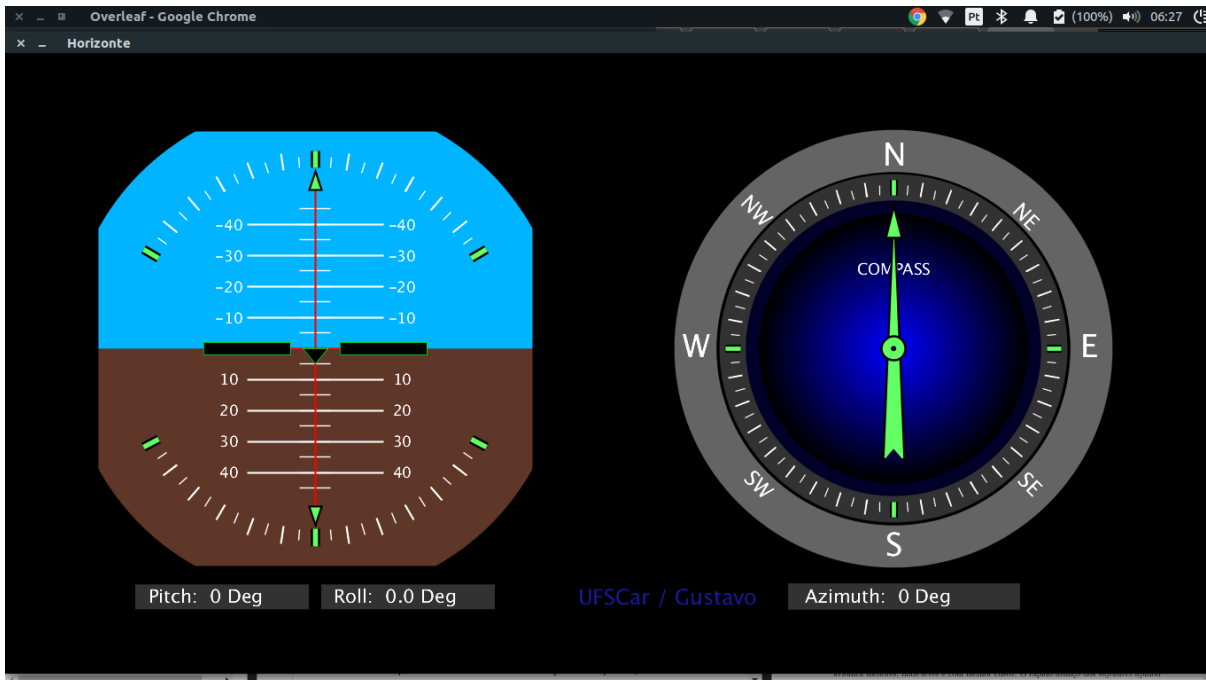 Overleaf - Google Chrome
Pt (100%) 06:27
Horizonte
-40 -40
-30 -30
-20 -20
-10 -10
10 10
20 20
30 30
40 40
N
NW NE
COMPASS
W E
SW SE
S
Pitch: 0 Deg Roll: 0.0 Deg UFSCar / Gustavo Azimuth: 0 Deg